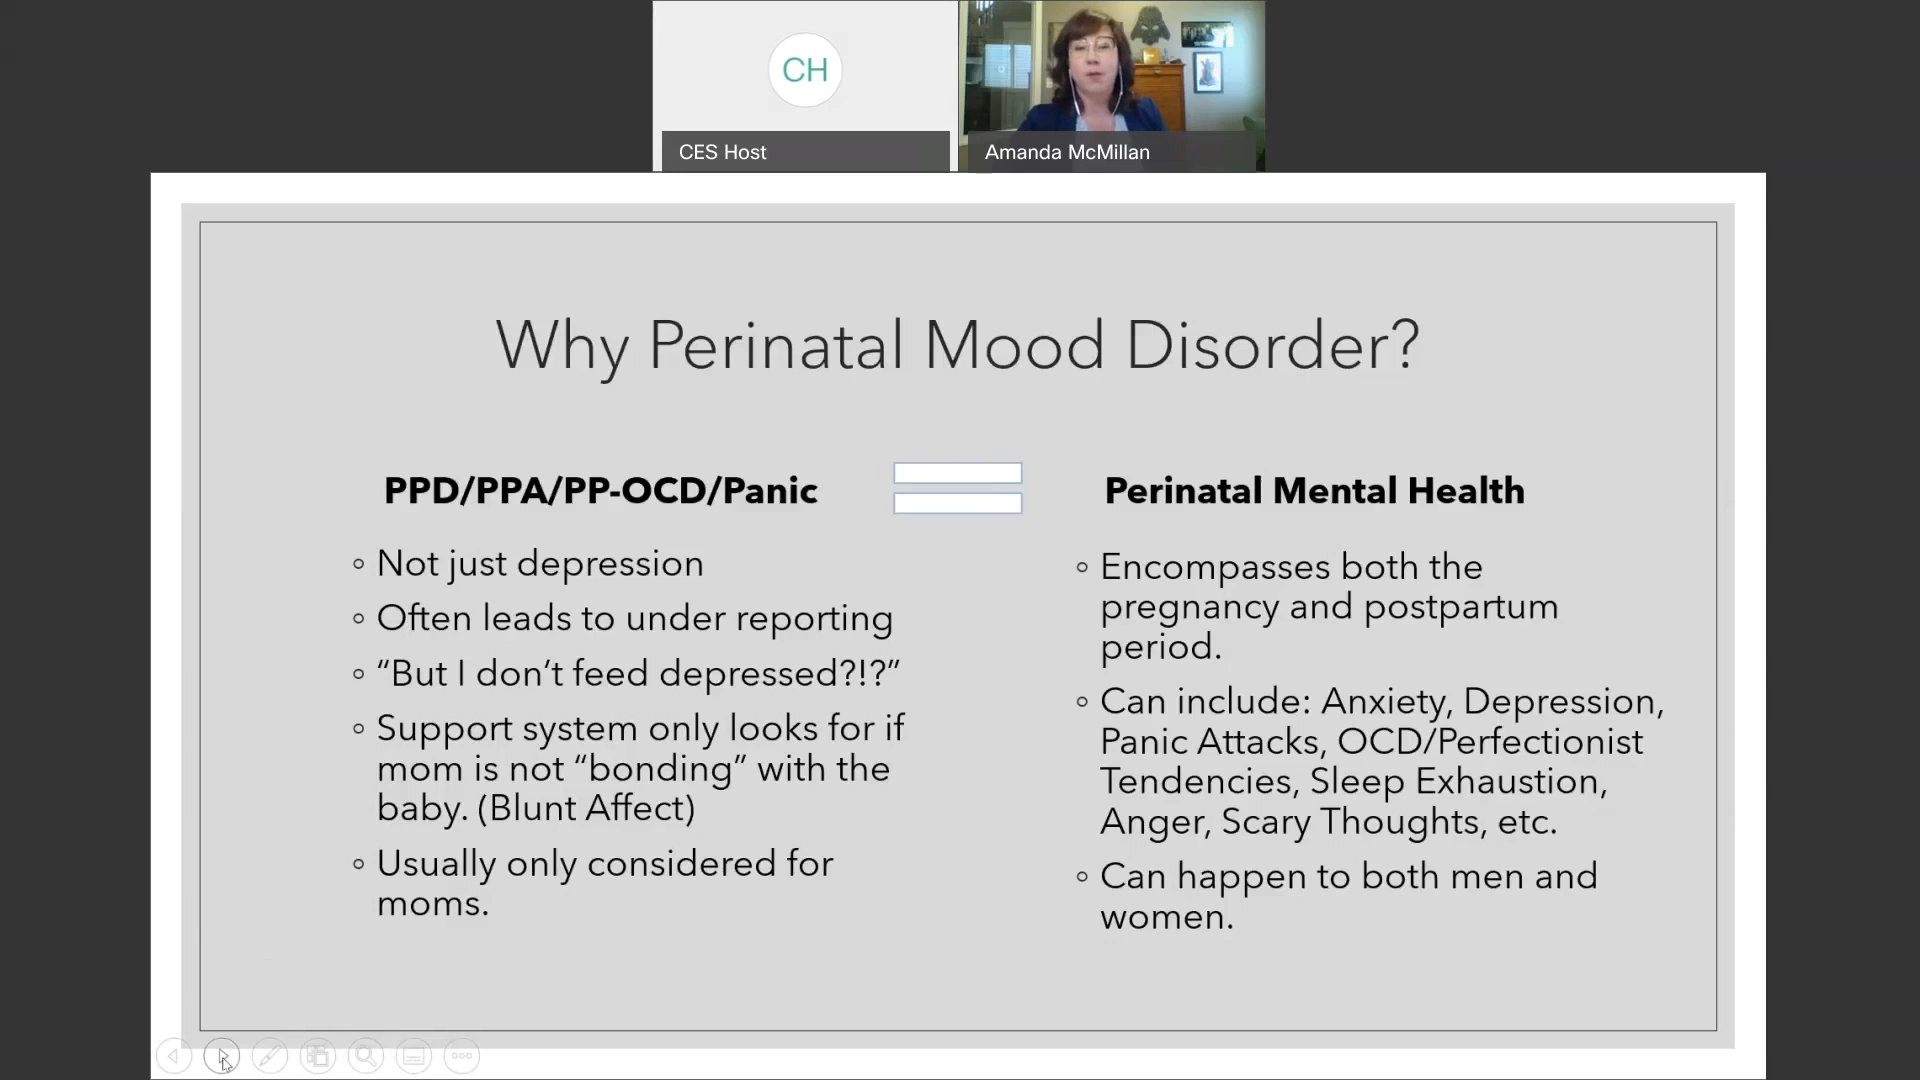 CH
CES Host
Amanda McMillan
Why Perinatal Mood Disorder?
PPD/PPA/PP-OCD/Panic
◦ Not just depression
◦ Often leads to under reporting
◦ “But I don’t feed depressed?!?”
◦ Support system only looks for if
mom is not “bonding” with the
baby. (Blunt Affect)
◦ Usually only considered for
moms.
Perinatal Mental Health
◦ Encompasses both the
pregnancy and postpartum
period.
◦ Can include: Anxiety, Depression,
Panic Attacks, OCD/Perfectionist
Tendencies, Sleep Exhaustion,
Anger, Scary Thoughts, etc.
◦ Can happen to both men and
women.